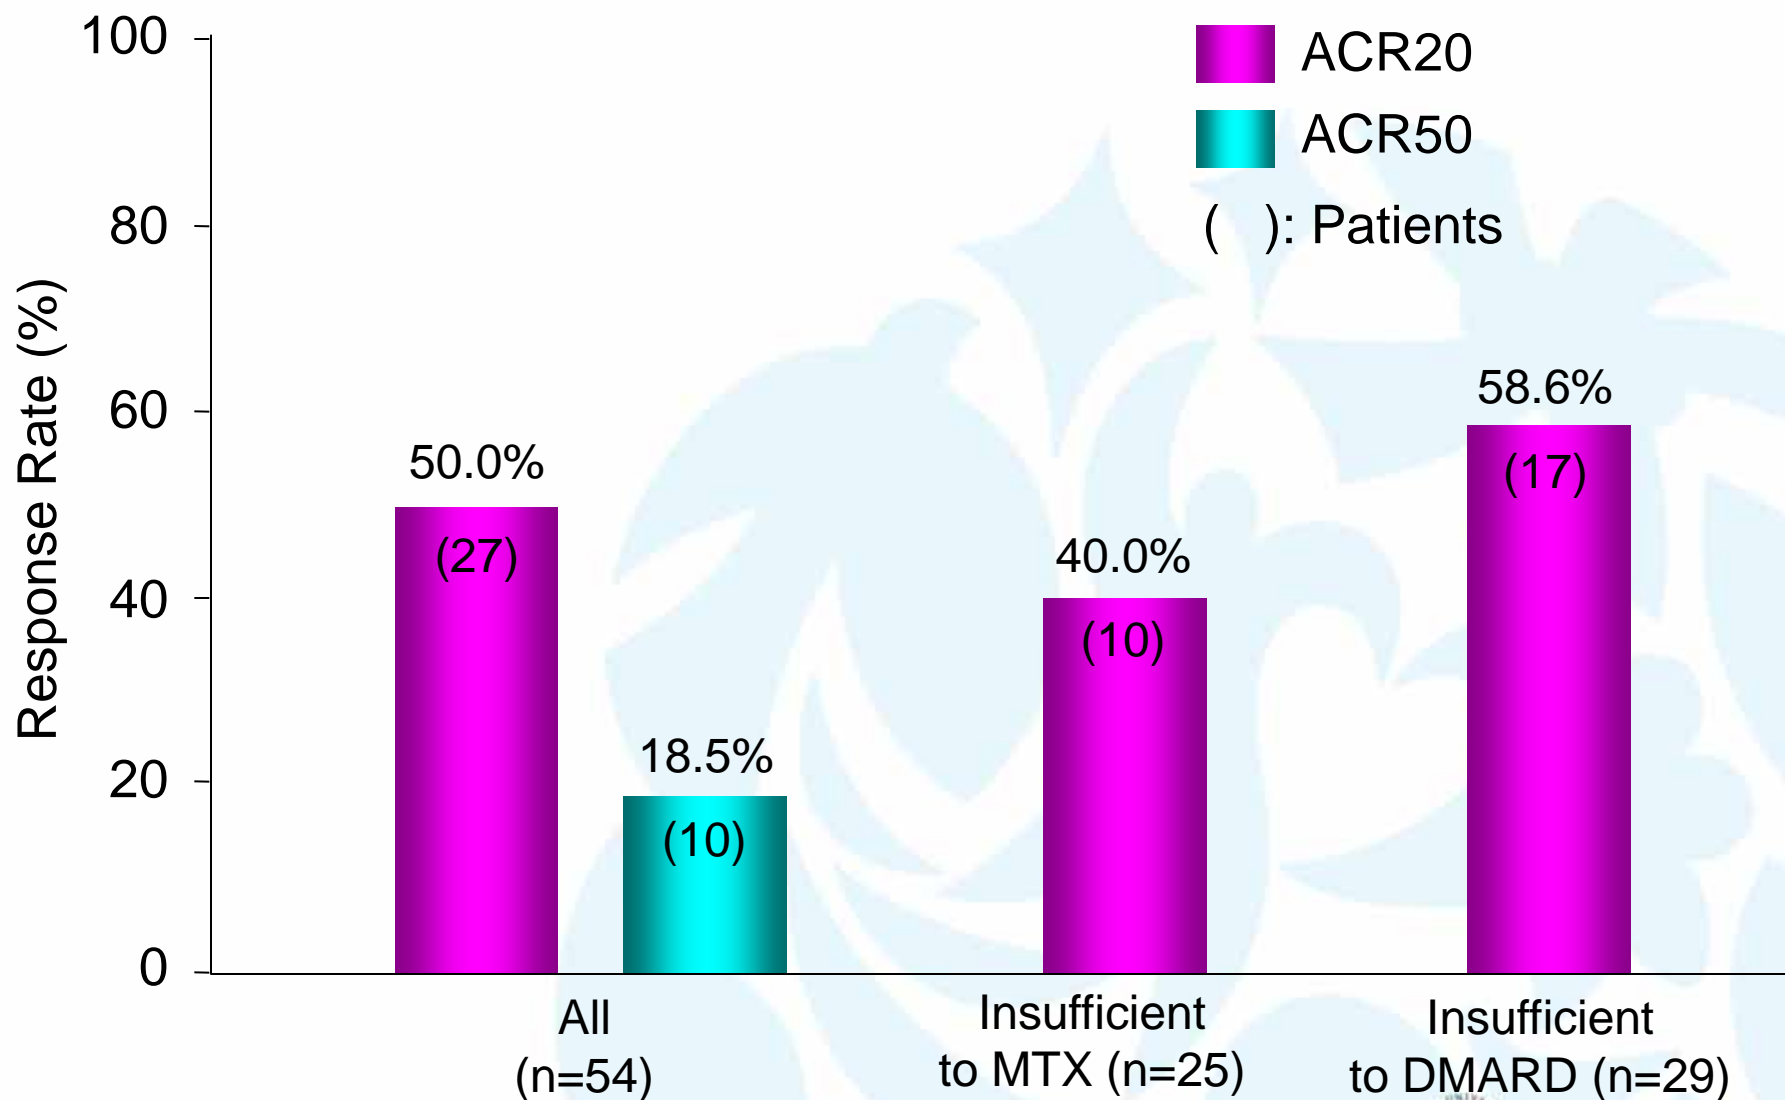 100
80
60
40
20
0
Response Rate (%)
ACR20
ACR50
( ): Patients
50.0%
(27)
18.5%
(10)
40.0%
(10)
58.6%
(17)
All
(n=54)
Insufficient
to MTX (n=25)
Insufficient
to DMARD (n=29)